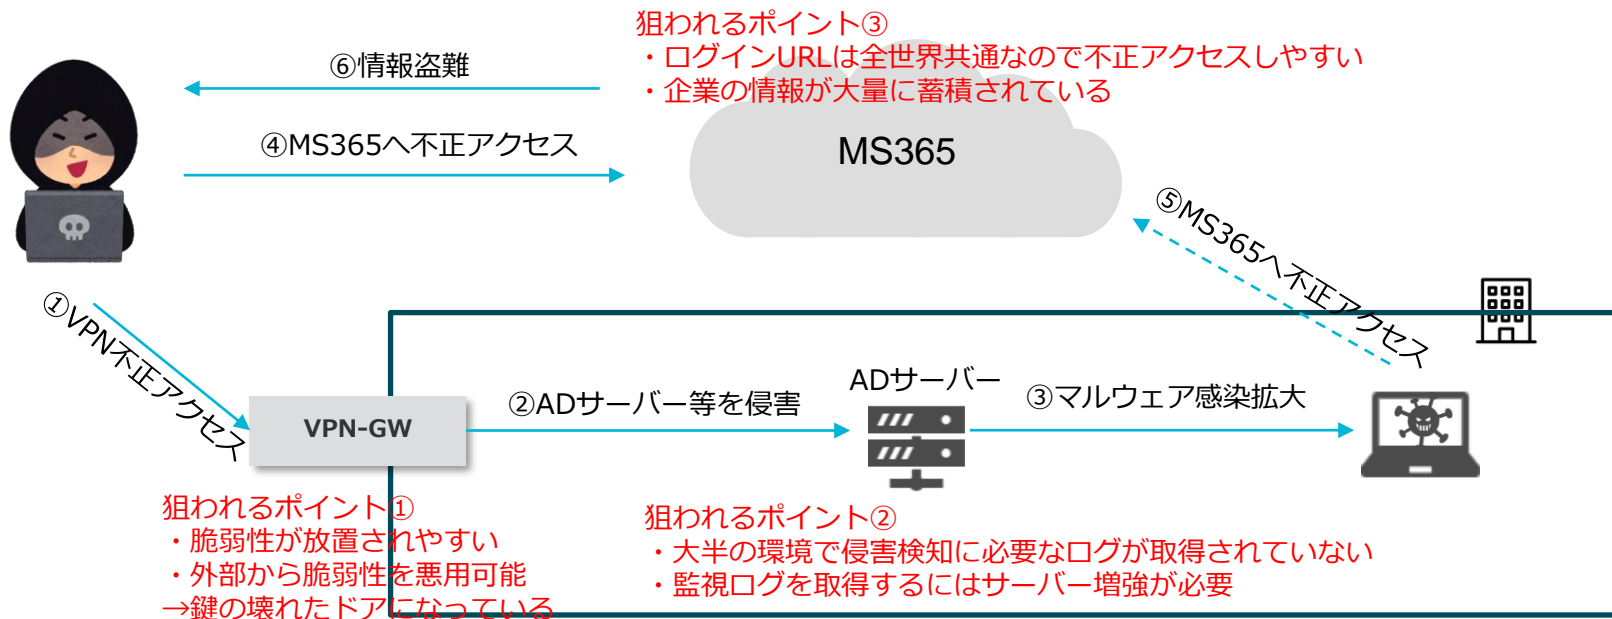 狙われるポイント③
・ログインURLは全世界共通なので不正アクセスしやすい
・企業の情報が大量に蓄積されている
⑥情報盗難
④MS365へ不正アクセス
MS365
⑤MS365へ不正アクセス
①VPN不正アクセス
VPN-GW
②ADサーバー等を侵害
ADサーバー
③マルウェア感染拡大
狙われるポイント①
・脆弱性が放置されやすい
・外部から脆弱性を悪用可能
→鍵の壊れたドアになっている
狙われるポイント②
・大半の環境で侵害検知に必要なログが取得されていない
・監視ログを取得するにはサーバー増強が必要